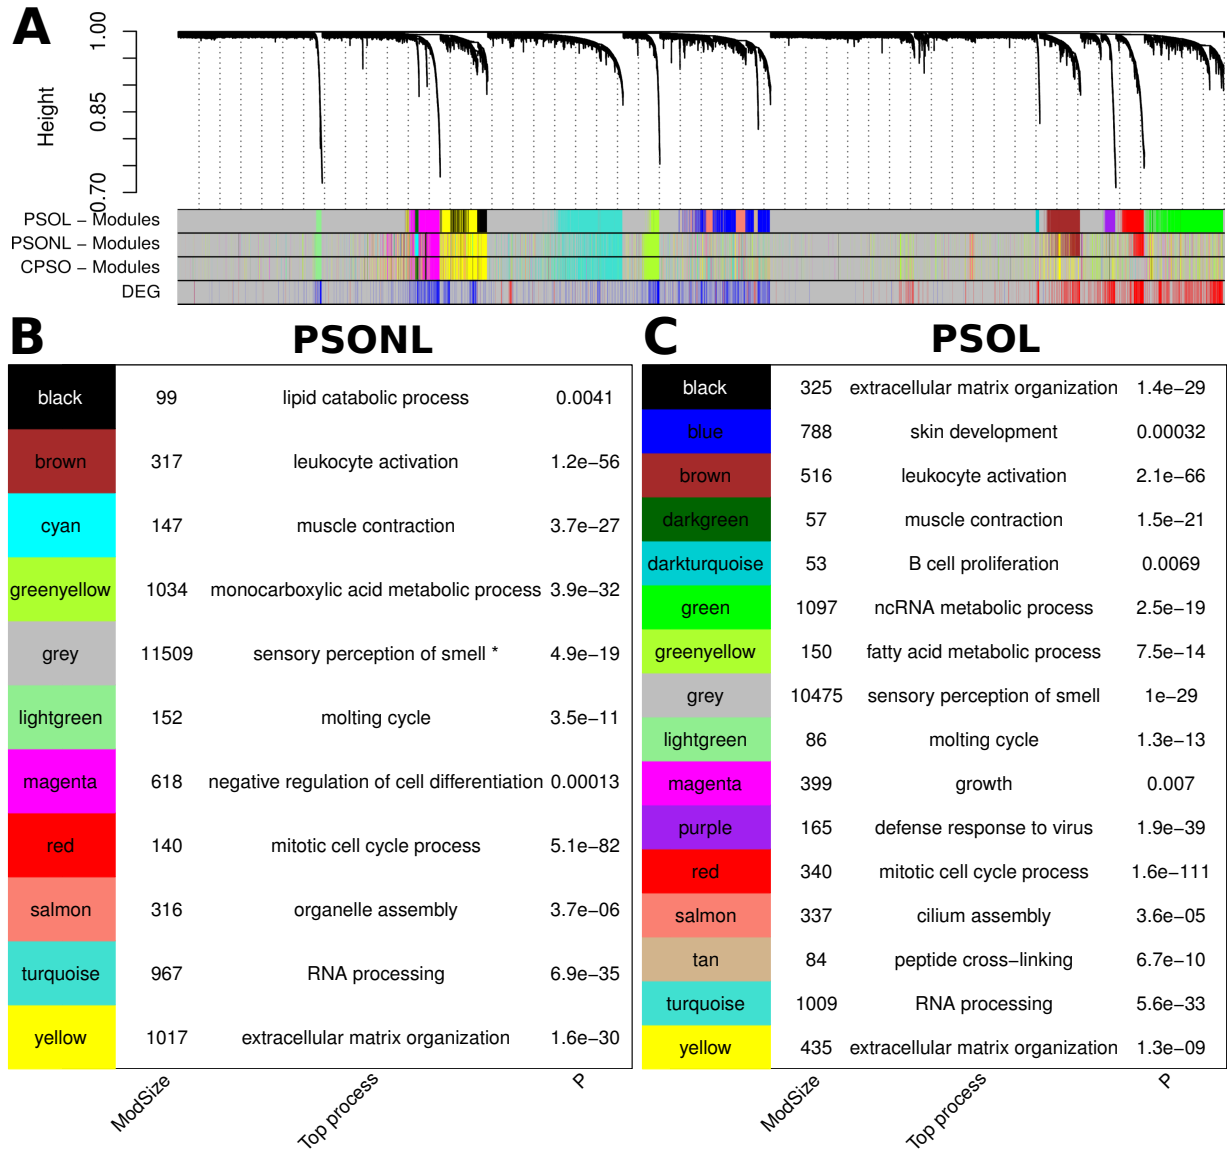 A
1.00
0.85
0.70
Height
PSOL − Modules
PSONL − Modules
CPSO − Modules
DEG
B
PSONL
black 99 lipid catabolic process 0.0041
brown 317 leukocyte activation 1.2e−56
cyan 147 muscle contraction 3.7e−27
greenyellow 1034 monocarboxylic acid metabolic process 3.9e−32
grey 11509 sensory perception of smell * 4.9e−19
lightgreen 152 molting cycle 3.5e−11
magenta 618 negative regulation of cell differentiation 0.00013
red 140 mitotic cell cycle process 5.1e−82
salmon 316 organelle assembly 3.7e−06
turquoise 967 RNA processing 6.9e−35
yellow 1017 extracellular matrix organization 1.6e−30
ModSize
Top process
P
C
PSOL
black 325 extracellular matrix organization 1.4e−29
blue 788 skin development 0.00032
brown 516 leukocyte activation 2.1e−66
darkgreen 57 muscle contraction 1.5e−21
darkturquoise 53 B cell proliferation 0.0069
green 1097 ncRNA metabolic process 2.5e−19
greenyellow 150 fatty acid metabolic process 7.5e−14
grey 10475 sensory perception of smell 1e−29
lightgreen 86 molting cycle 1.3e−13
magenta 399 growth 0.007
purple 165 defense response to virus 1.9e−39
red 340 mitotic cell cycle process 1.6e−111
salmon 337 cilium assembly 3.6e−05
tan 84 peptide cross−linking 6.7e−10
turquoise 1009 RNA processing 5.6e−33
yellow 435 extracellular matrix organization 1.3e−09
ModSize
Top process
P